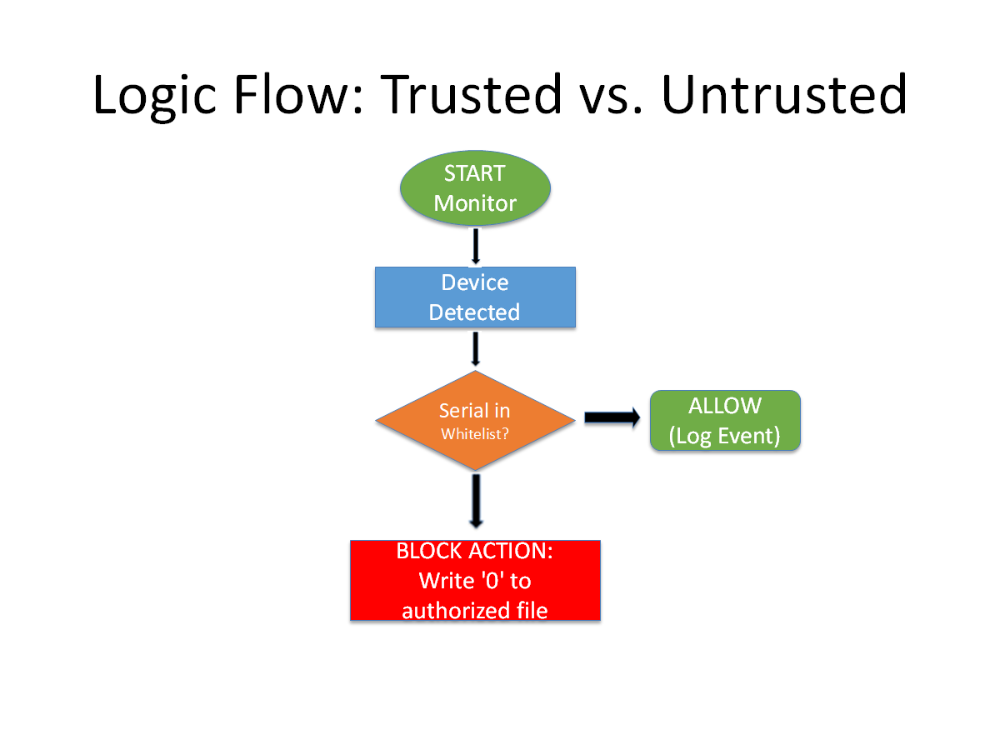 Logic Flow: Trusted vs. Untrusted
START
Monitor
Device
Detected
Serial in
Whitelist?
ALLOW
(Log Event)
BLOCK ACTION:
Write '0' to
authorized file